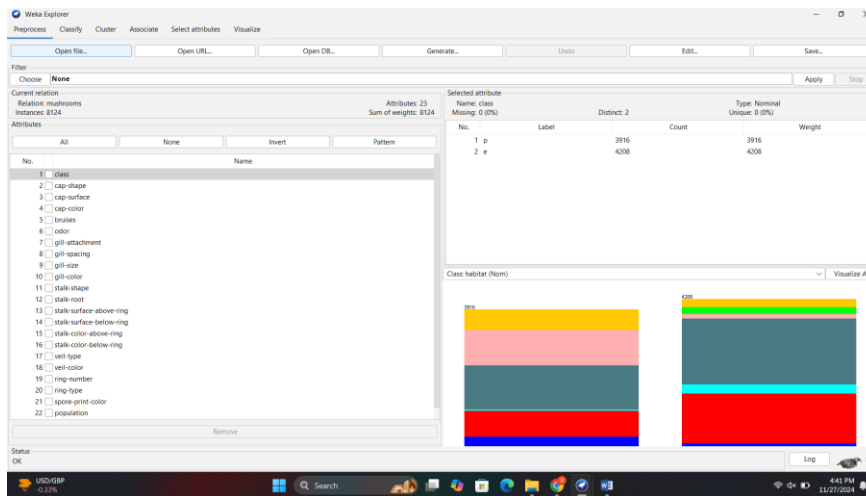 Weka Explorer
Preprocess Classify Cluster Associate Select attributes Visualize
Open file... Open URL... Open DB... Generate... Undo Edit... Save...
Filter
Choose None Apply Stop
Current relation
Relation: mushrooms Attributes: 23
Instances: 8124 Sum of weights: 8124
Selected attribute
Name: class Type: Nominal
Missing: 0 (0%) Distinct: 2 Unique: 0 (0%)
Attributes
All None Invert Pattern
No. Name
1 class
2 cap-shape
3 cap-surface
4 cap-color
5 bruises
6 odor
7 gill-attachment
8 gill-spacing
9 gill-size
10 gill-color
11 stalk-shape
12 stalk-root
13 stalk-surface-above-ring
14 stalk-surface-below-ring
15 stalk-color-above-ring
16 stalk-color-below-ring
17 veil-type
18 veil-color
19 ring-number
20 ring-type
21 spore-print-color
22 population
Remove
No. Label Count Weight
1 p 3916 3916
2 e 4208 4208
Class: habitat (Nom) Visualize A
3916
4208
Status
OK
Log
USD/GBP
-0.33%
Search
4:41 PM
11/27/2024